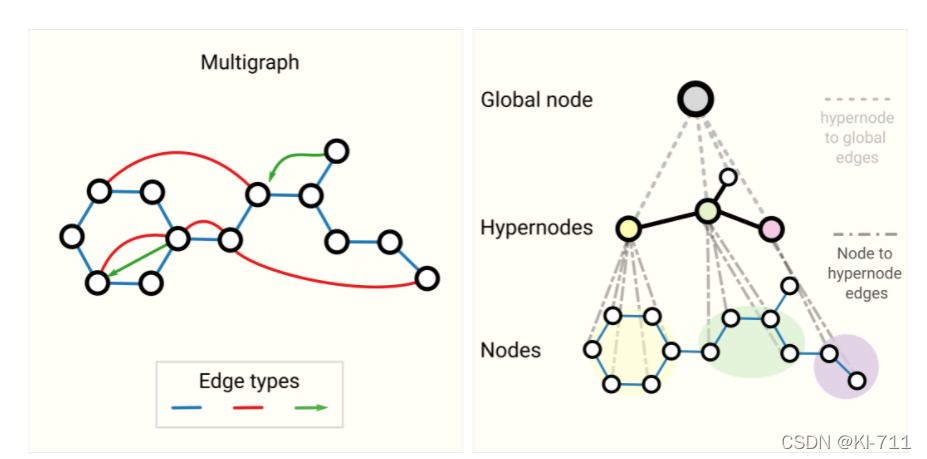 Multigraph
Edge types
Global node
hypernode
to global
edges
Hypernodes
Node to
hypernode
edges
Nodes
CSDN @KI-711